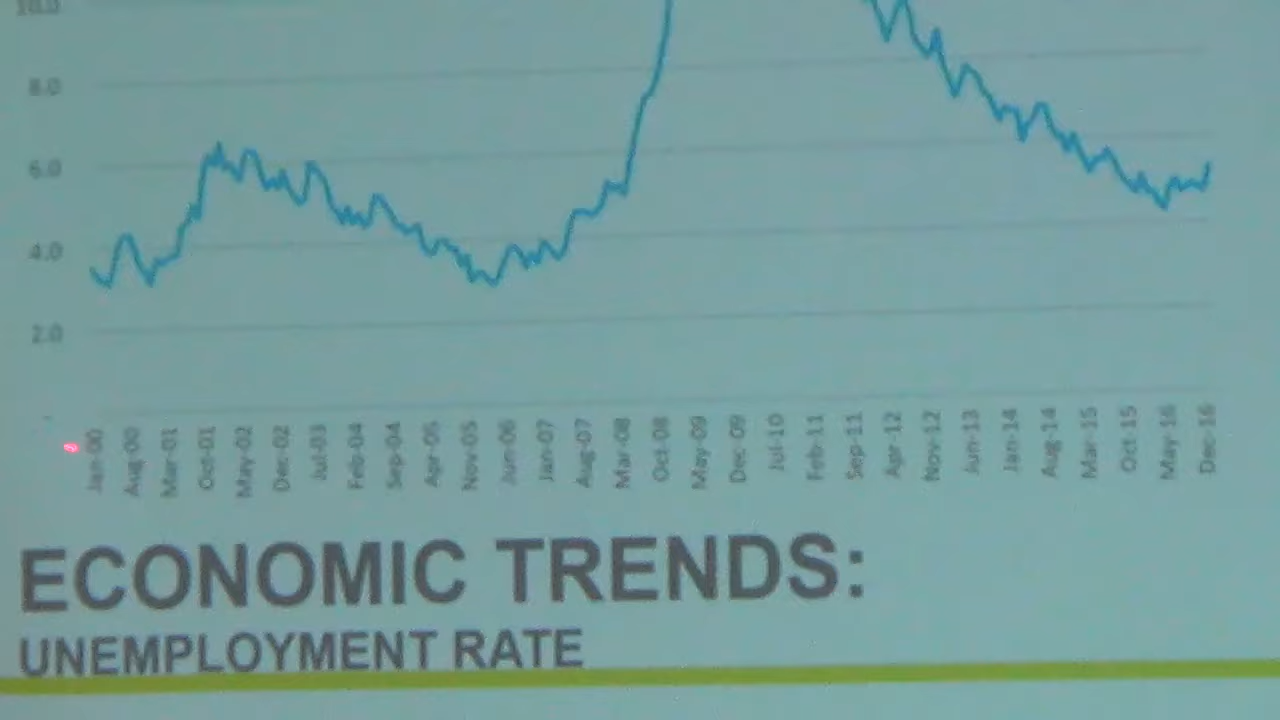 10.0
8.0
6.0
4.0
2.0
-
Jan-00 Aug-00 Mar-01 Oct-01 May-02 Dec-02 Jul-03 Feb-04 Sep-04 Apr-05 Nov-05 Jun-06 Jan-07 Aug-07 Mar-08 Oct-08 May-09 Dec-09 Jul-10 Feb-11 Sep-11 Apr-12 Nov-12 Jun-13 Jan-14 Aug-14 Mar-15 Oct-15 May-16 Dec-16
ECONOMIC TRENDS:
UNEMPLOYMENT RATE